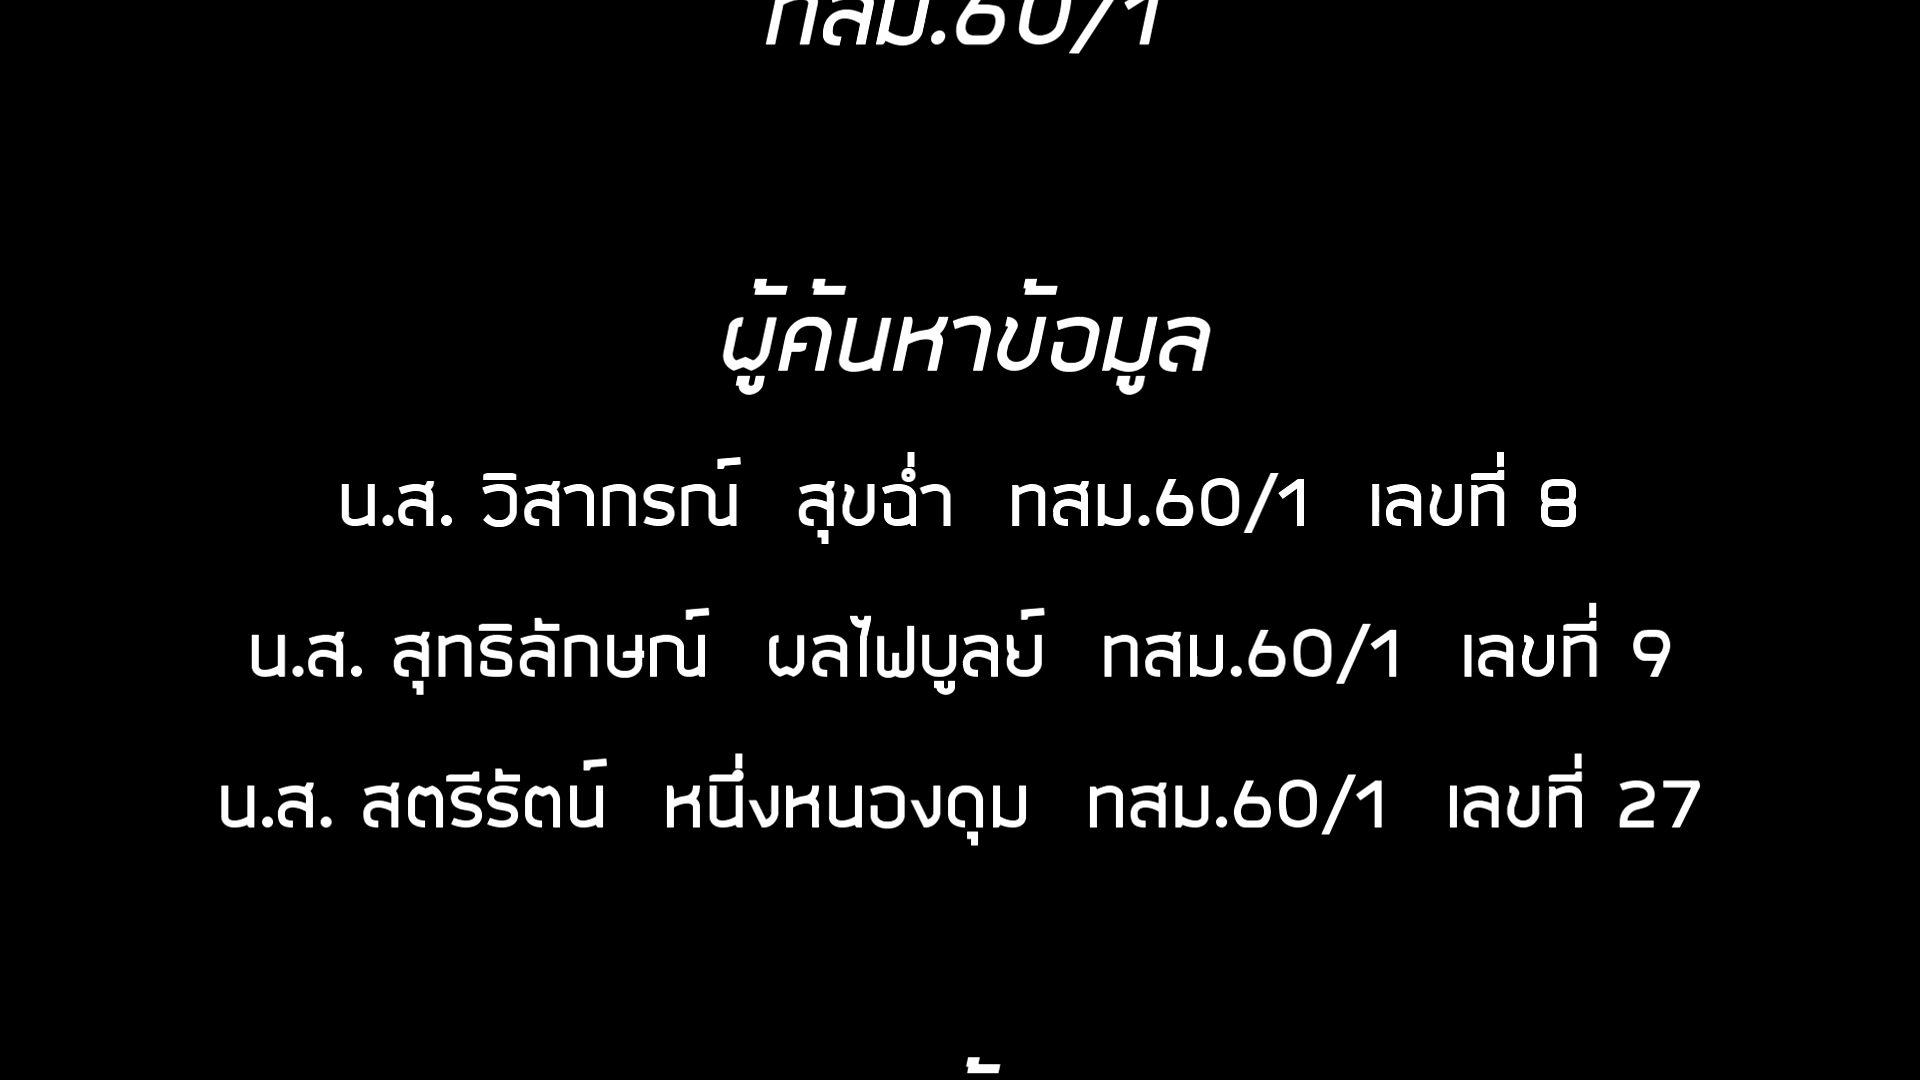 ทสม.60/1
ผู้ค้นหาข้อมูล
น.ส. วิสากรณ์ สุขฉ่ำ ทสม.60/1 เลขที่ 8
น.ส. สุทธิลักษณ์ ผลไฟบูลย์ ทสม.60/1 เลขที่ 9
น.ส. สตรีรัตน์ หนึ่งหนองดุม ทสม.60/1 เลขที่ 27